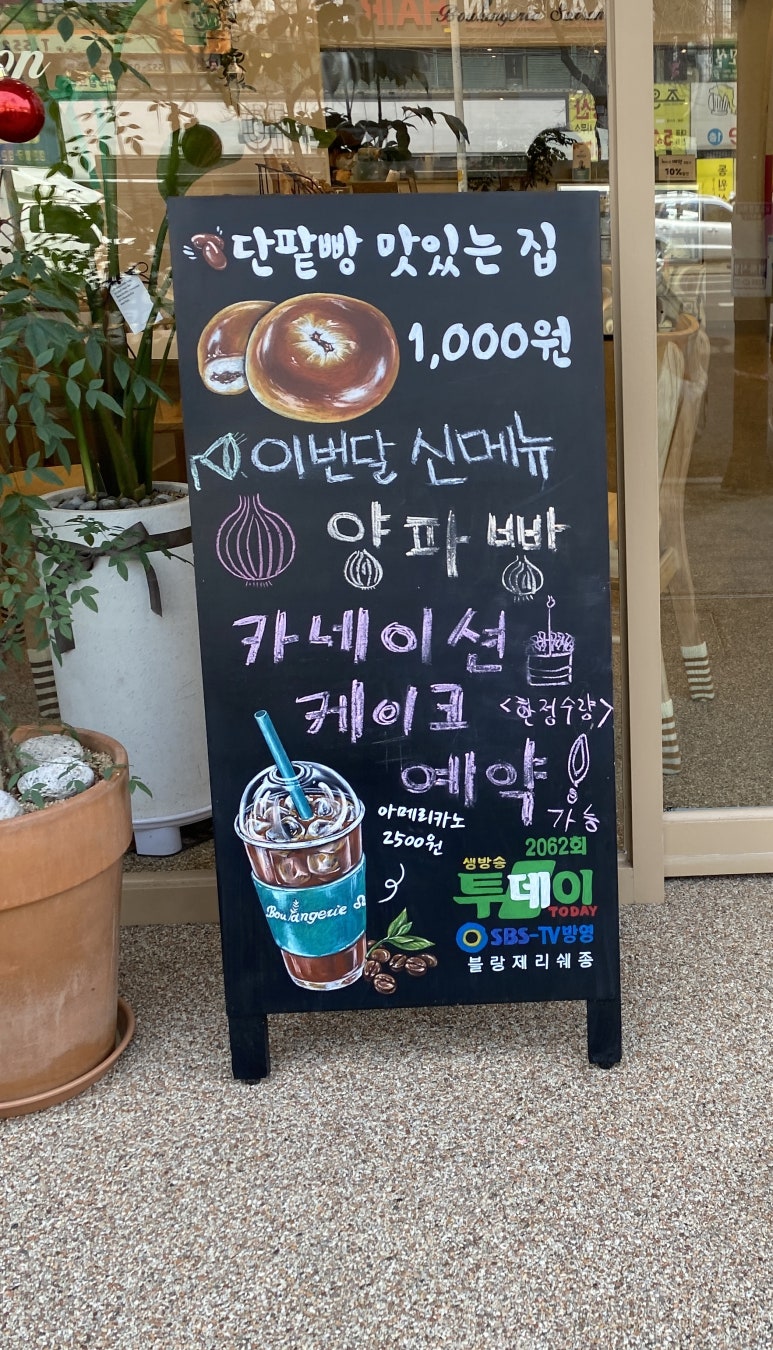 Boulangerie
10%
단팥빵 맛있는 집
1,000원
이번달 신메뉴
양파빵
카네이션
케이크 <한정수량>
예약
가능
아메리카노
2500원
Boulangerie
2062회
생방송
투데이
TODAY
SBS-TV방영
블랑제리쉐종